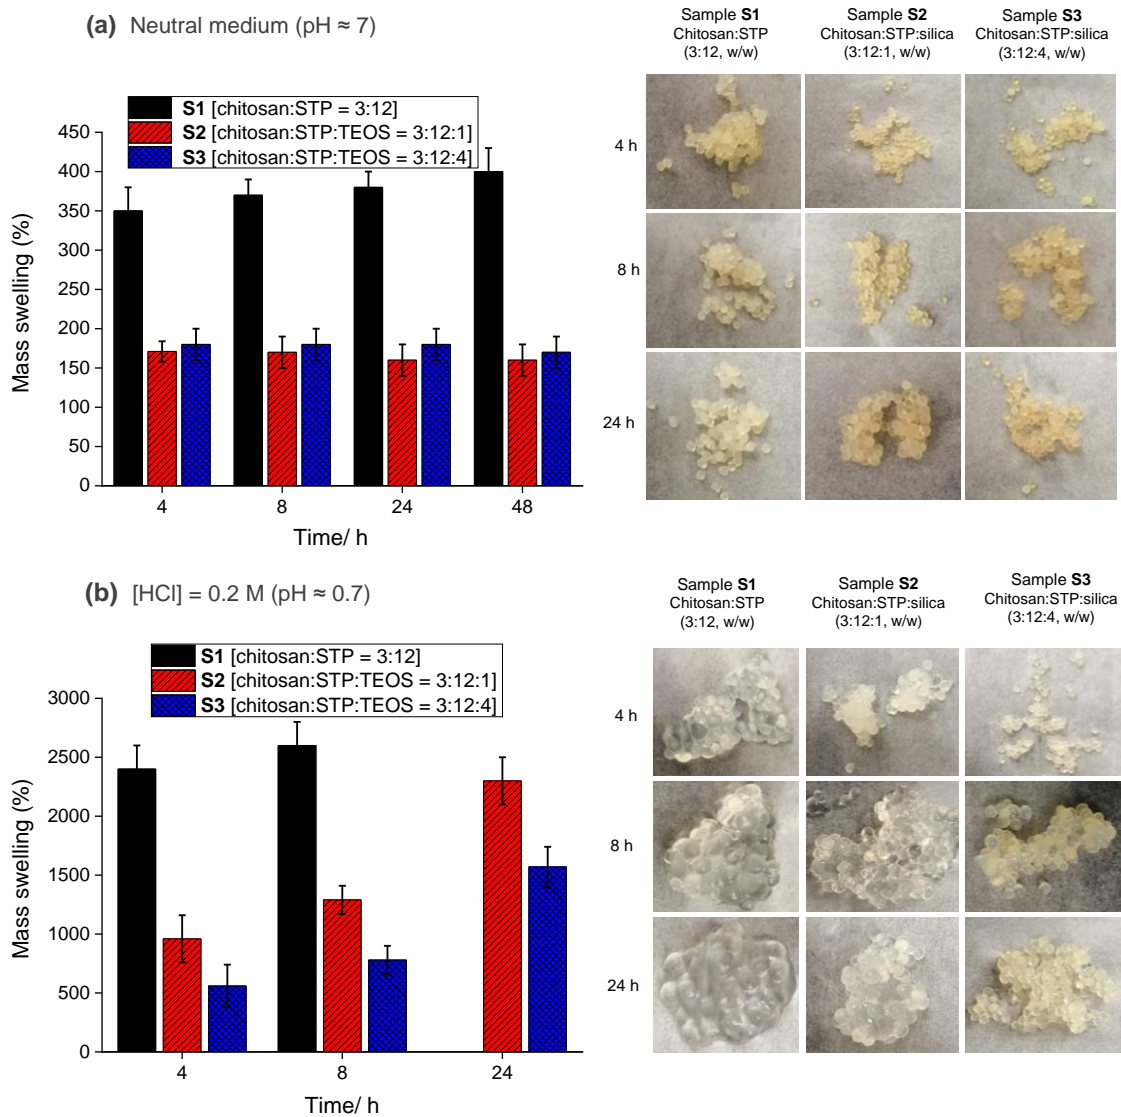 (a) Neutral medium (pH ≈ 7)
S1 [chitosan:STP = 3:12]
S2 [chitosan:STP:TEOS = 3:12:1]
S3 [chitosan:STP:TEOS = 3:12:4]
Mass swelling (%)
450
400
350
300
250
200
150
100
50
0
4 8 24 48
Time/ h
Sample S1
Chitosan:STP
(3:12, w/w)
Sample S2
Chitosan:STP:silica
(3:12:1, w/w)
Sample S3
Chitosan:STP:silica
(3:12:4, w/w)
4 h
8 h
24 h
(b) [HCl] = 0.2 M (pH ≈ 0.7)
S1 [chitosan:STP = 3:12]
S2 [chitosan:STP:TEOS = 3:12:1]
S3 [chitosan:STP:TEOS = 3:12:4]
Mass swelling (%)
3000
2500
2000
1500
1000
500
0
4 8 24
Time/ h
Sample S1
Chitosan:STP
(3:12, w/w)
Sample S2
Chitosan:STP:silica
(3:12:1, w/w)
Sample S3
Chitosan:STP:silica
(3:12:4, w/w)
4 h
8 h
24 h